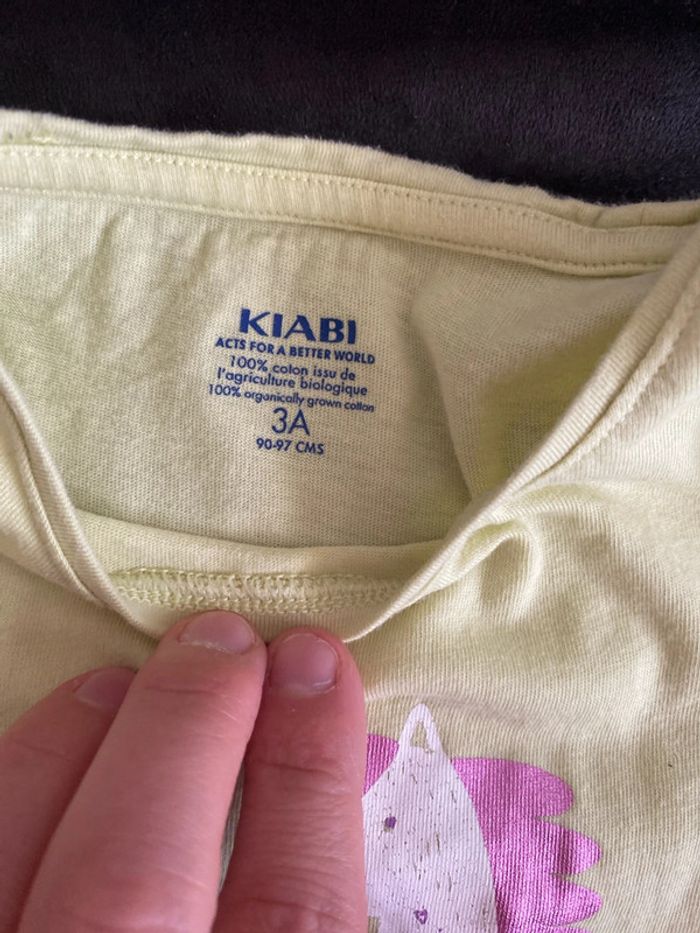 KIABI
ACTS FOR A BETTER WORLD
100% coton issu de
l'agriculture biologique
100% organically grown cotton
3A
90-97 CMS